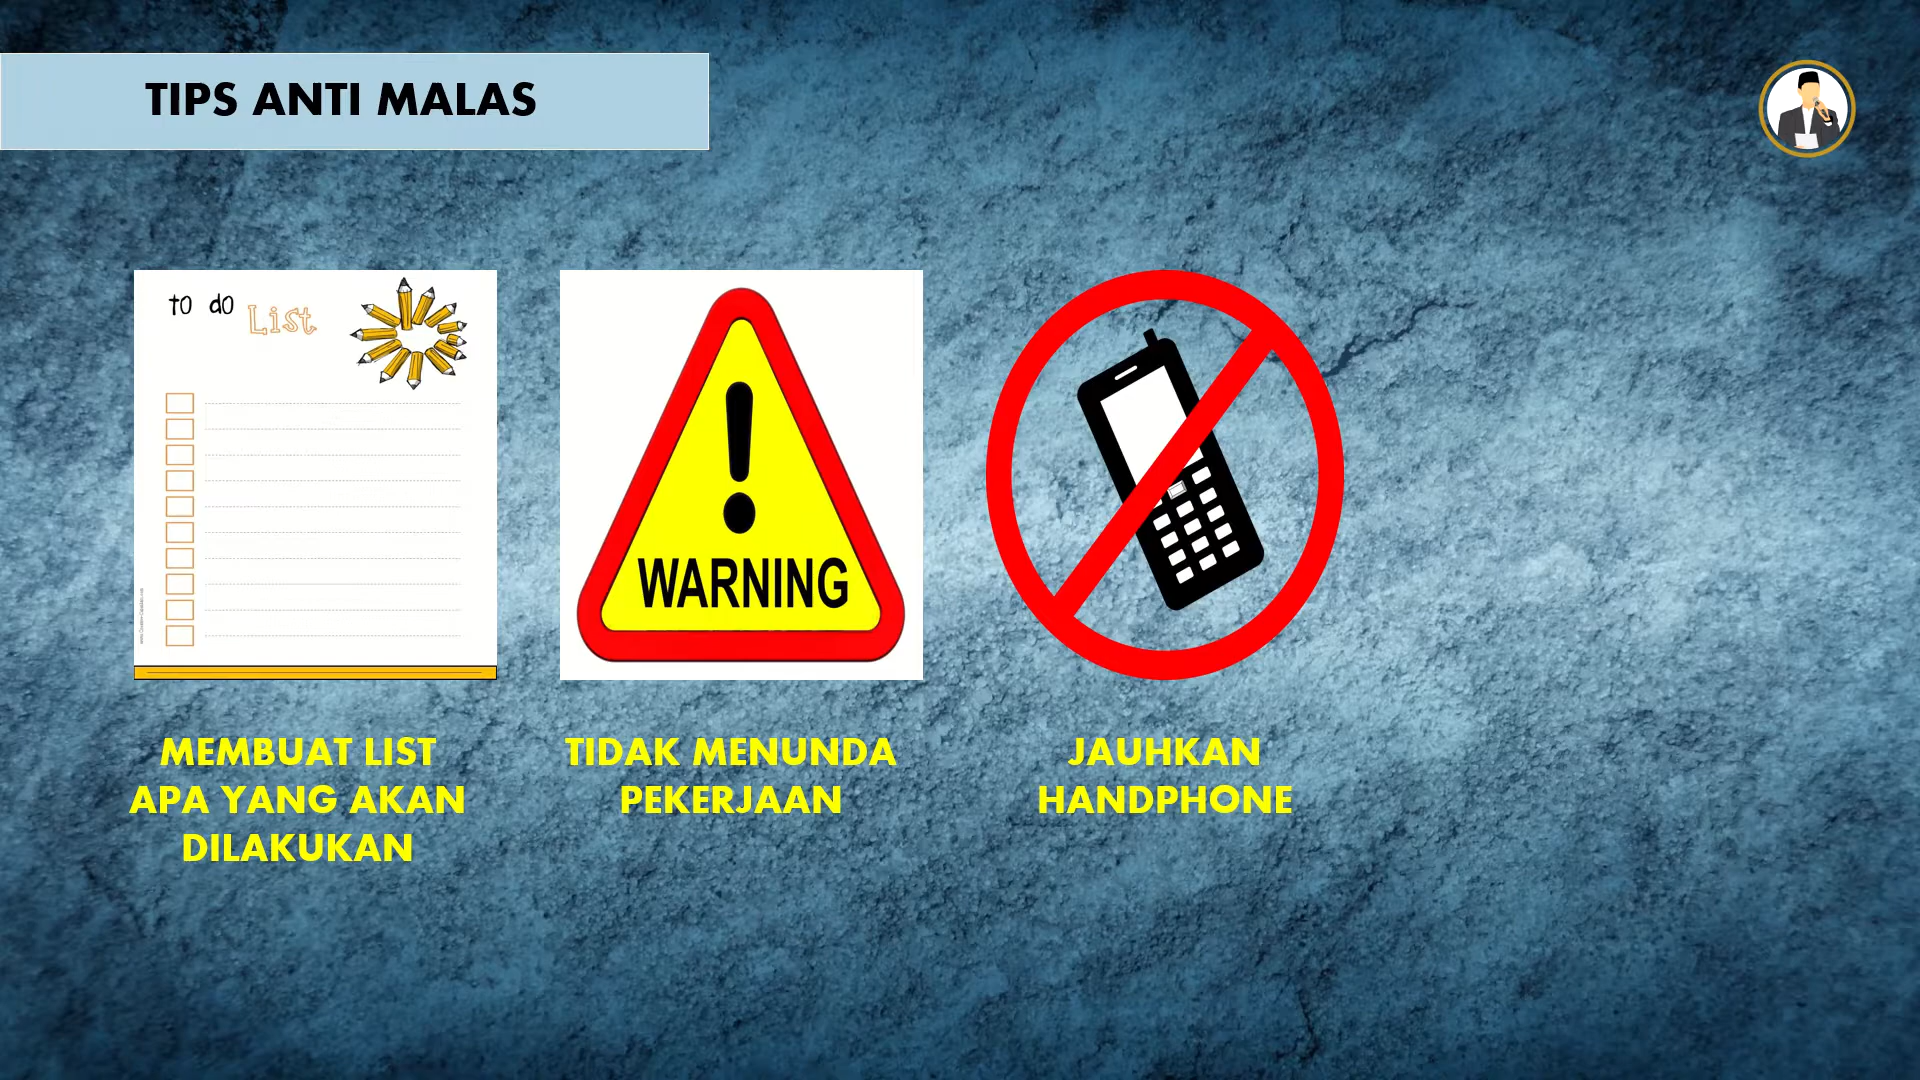 TIPS ANTI MALAS
to do List
WARNING
MEMBUAT LIST
APA YANG AKAN
DILAKUKAN
TIDAK MENUNDA
PEKERJAAN
JAUHKAN
HANDPHONE